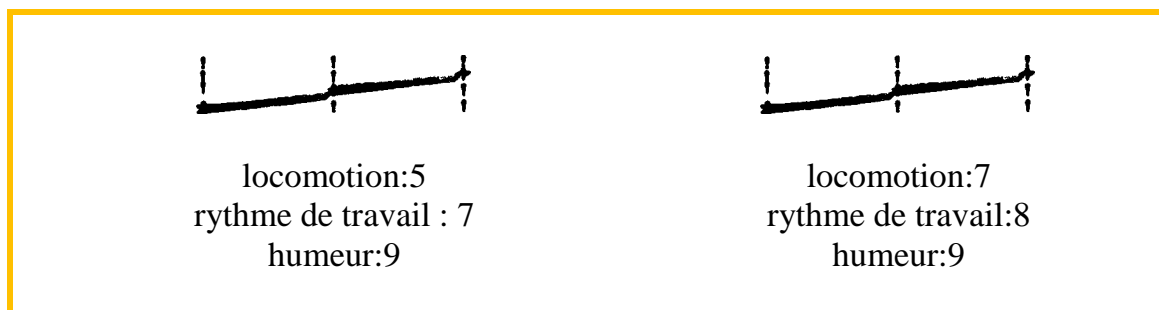 locomotion:5
rythme de travail : 7
humeur:9
locomotion:7
rythme de travail:8
humeur:9